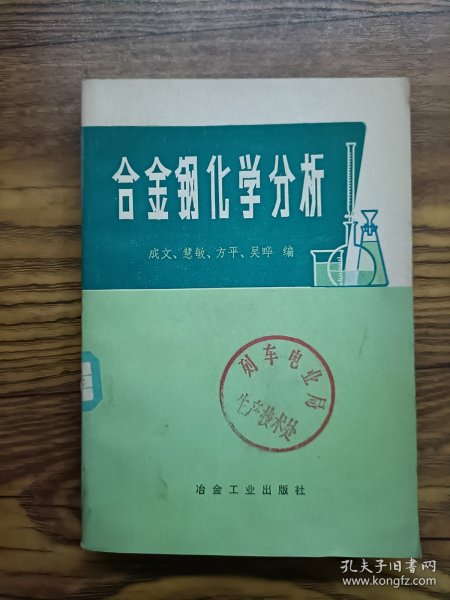 合金钢化学分析
成文、慧敏、方平、吴晔 编
列车电业局
生产技术处
冶金工业出版社
孔夫子旧书网
www.kongfz.com